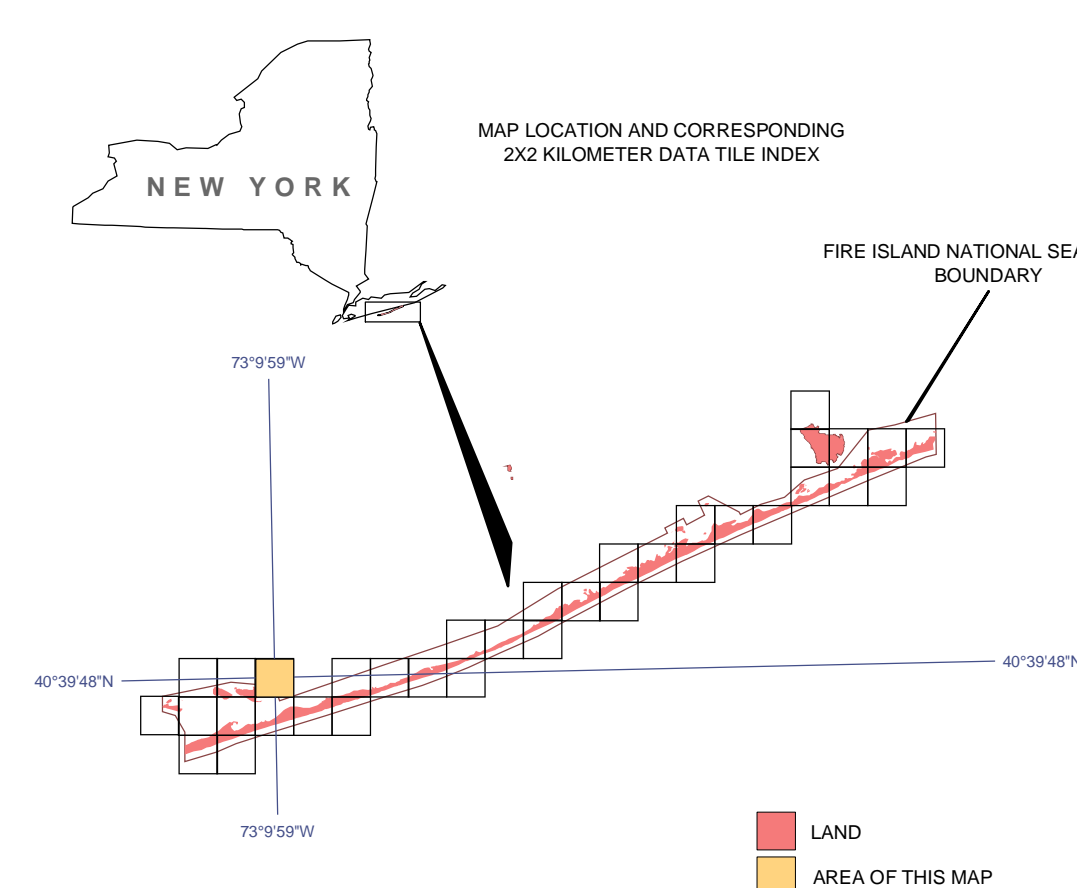 MAP LOCATION AND CORRESPONDING
2X2 KILOMETER DATA TILE INDEX
NEW YORK
FIRE ISLAND NATIONAL
BOUNDARY
73°9'59"W
40°39'48"N
40°39'48"N
73°9'59"W
LAND
AREA OF THIS MAP